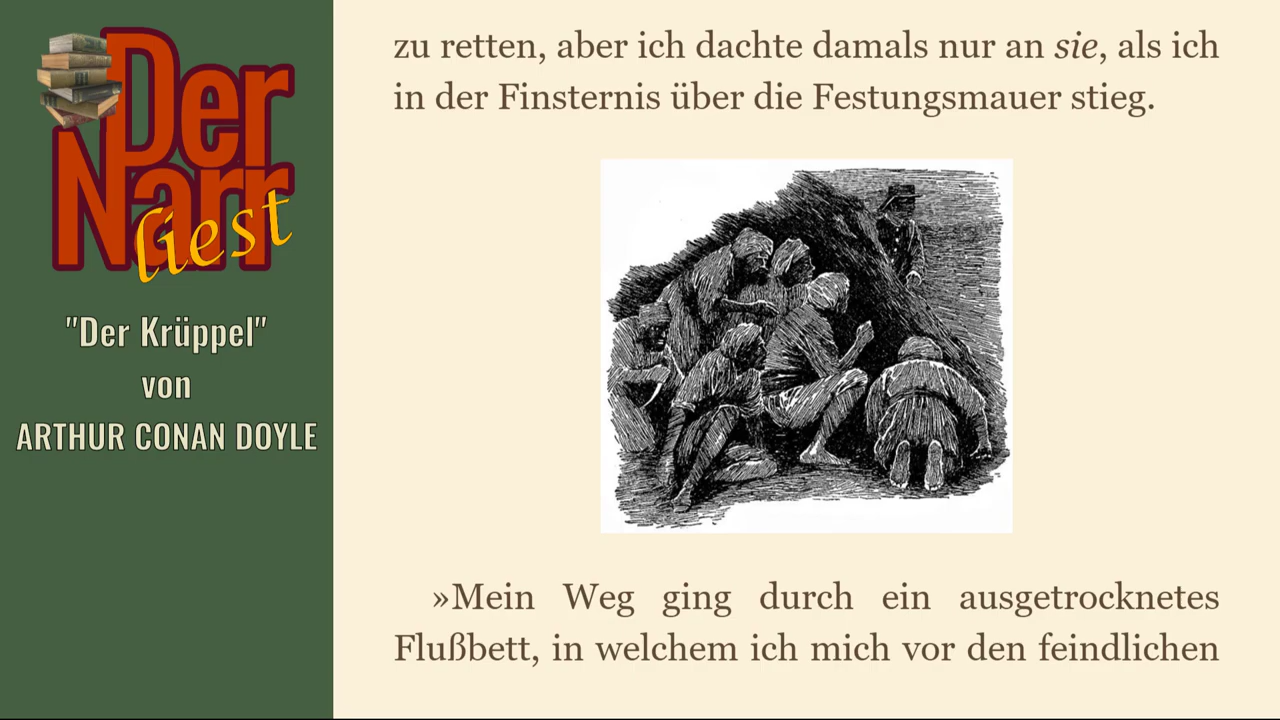 Der
Narr
liest
"Der Krüppel"
von
ARTHUR CONAN DOYLE
zu retten, aber ich dachte damals nur an sie, als ich
in der Finsternis über die Festungsmauer stieg.
»Mein Weg ging durch ein ausgetrocknetes
Flußbett, in welchem ich mich vor den feindlichen